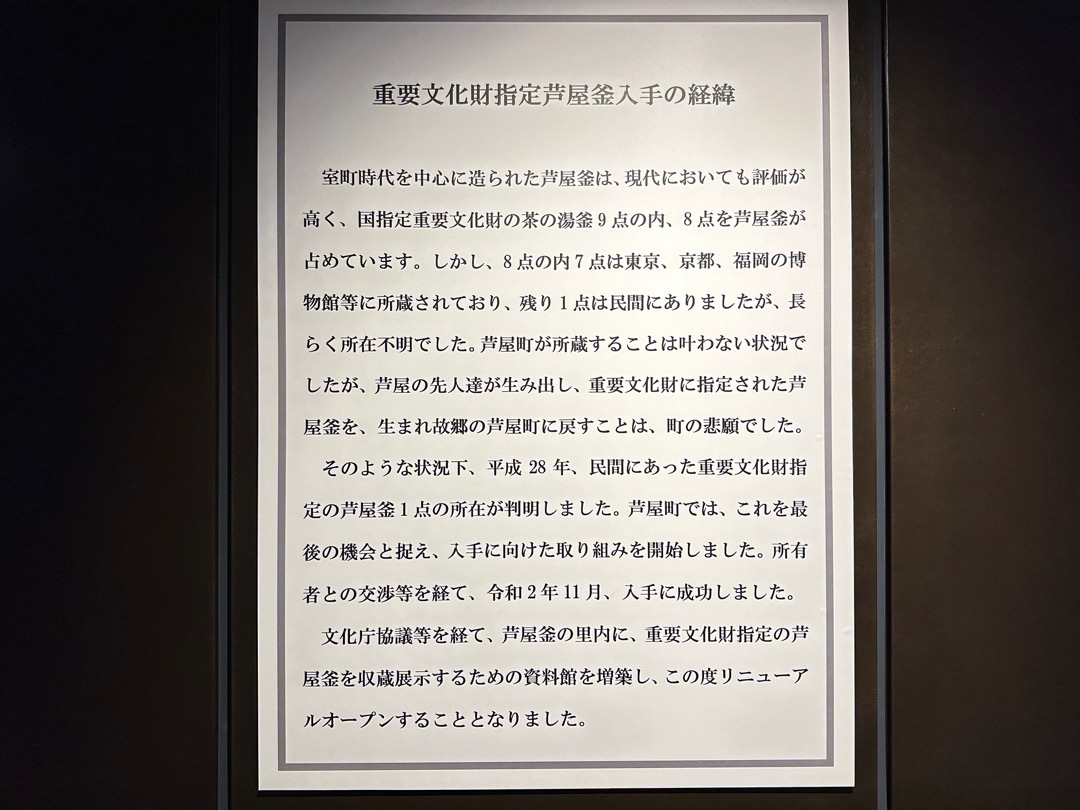 重要文化財指定芦屋釜入手の経緯
室町時代を中心に造られた芦屋釜は、現代においても評価が
高く、国指定重要文化財の茶の湯釜9点の内、8点を芦屋釜が
占めています。しかし、8点の内7点は東京、京都、福岡の博
物館等に所蔵されており、残り1点は民間にありましたが、長
らく所在不明でした。芦屋町が所蔵することは叶わない状況で
したが、芦屋の先人達が生み出し、重要文化財に指定された芦
屋釜を、生まれ故郷の芦屋町に戻すことは、町の悲願でした。
そのような状況下、平成28年、民間にあった重要文化財指
定の芦屋釜1点の所在が判明しました。芦屋町では、これを最
後の機会と捉え、入手に向けた取り組みを開始しました。所有
者との交渉等を経て、令和2年11月、入手に成功しました。
文化庁協議等を経て、芦屋釜の里内に、重要文化財指定の芦
屋釜を収蔵展示するための資料館を増築し、この度リニューア
ルオープンすることとなりました。